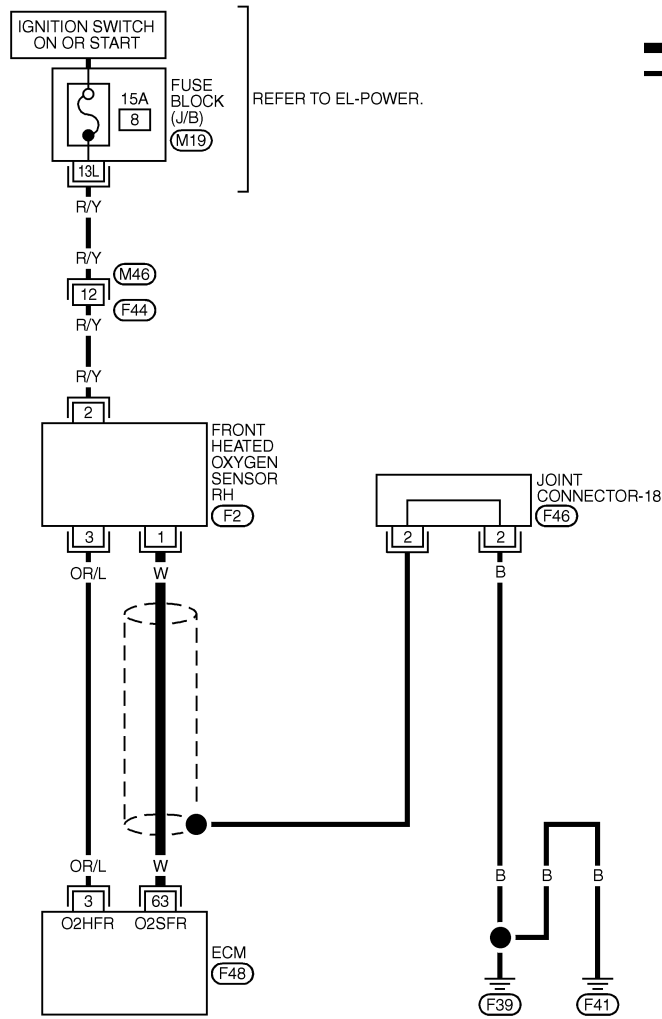 IGNITION SWITCH
ON OR START
FUSE
BLOCK
(J/B)
M19
15A
8
REFER TO EL-POWER.
13L
R/Y
R/Y
M46
12
F44
R/Y
R/Y
2
FRONT
HEATED
OXYGEN
SENSOR
RH
F2
JOINT
CONNECTOR-18
F46
3
1
2
2
OR/L
W
B
OR/L
W
B
B
B
3
63
O2HFR
O2SFR
ECM
F48
F39
F41